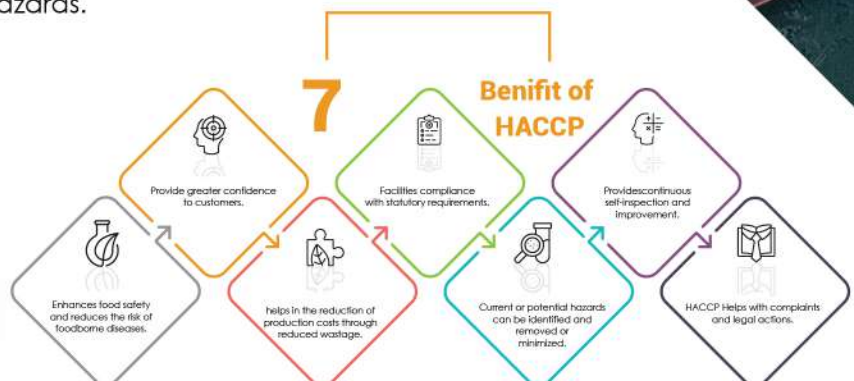 azards.
7
Benifit of
HACCP
Enhances food safety
and reduces the risk of
foodborne diseases.
Provide greater confidence
to customers.
helps in the reduction of
production costs through
reduced wastage.
Facilities compliance
with statutory requirements.
Current or potential hazards
can be identified and
removed or
minimized.
Providescontinuous
self-inspection and
improvement.
HACCP Helps with complaints
and legal actions.